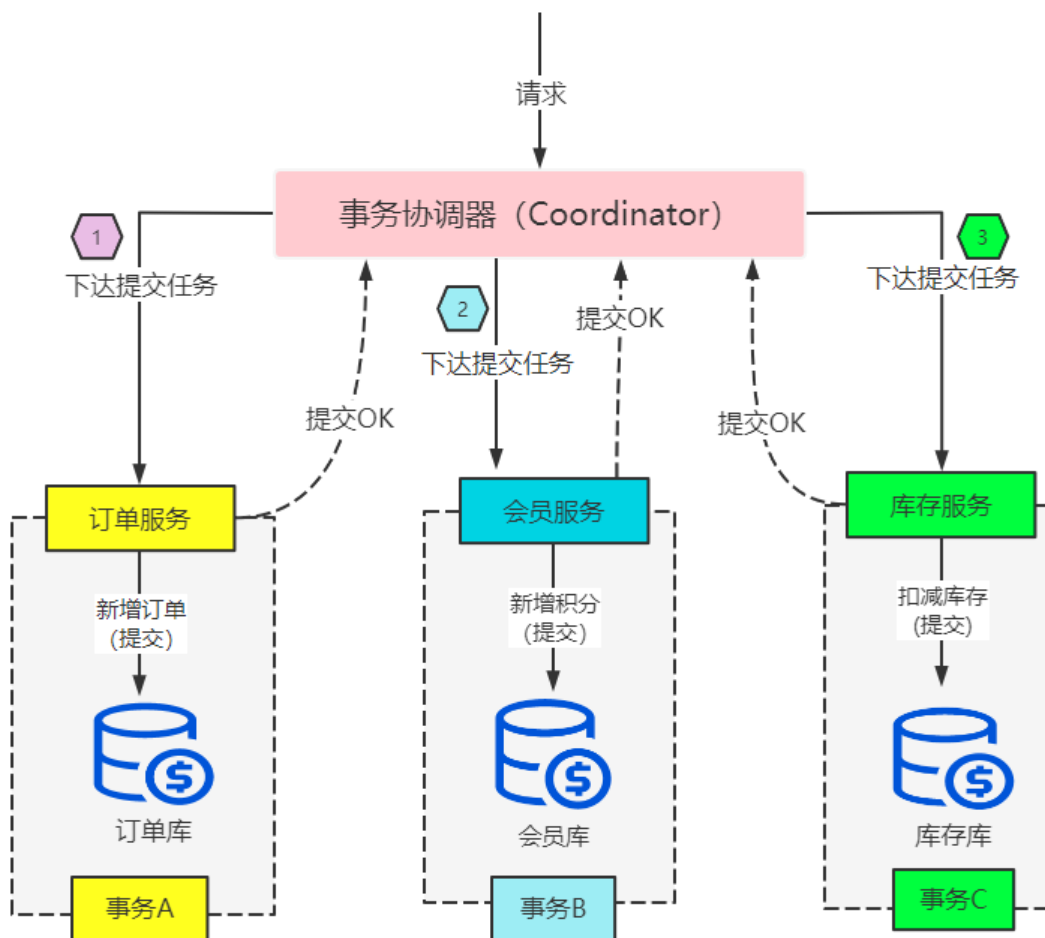 请求
事务协调器（Coordinator）
1
下达提交任务
2
下达提交任务
3
下达提交任务
提交OK
提交OK
提交OK
订单服务
会员服务
库存服务
新增订单
(提交)
新增积分
(提交)
扣减库存
(提交)
订单库
会员库
库存库
事务A
事务B
事务C